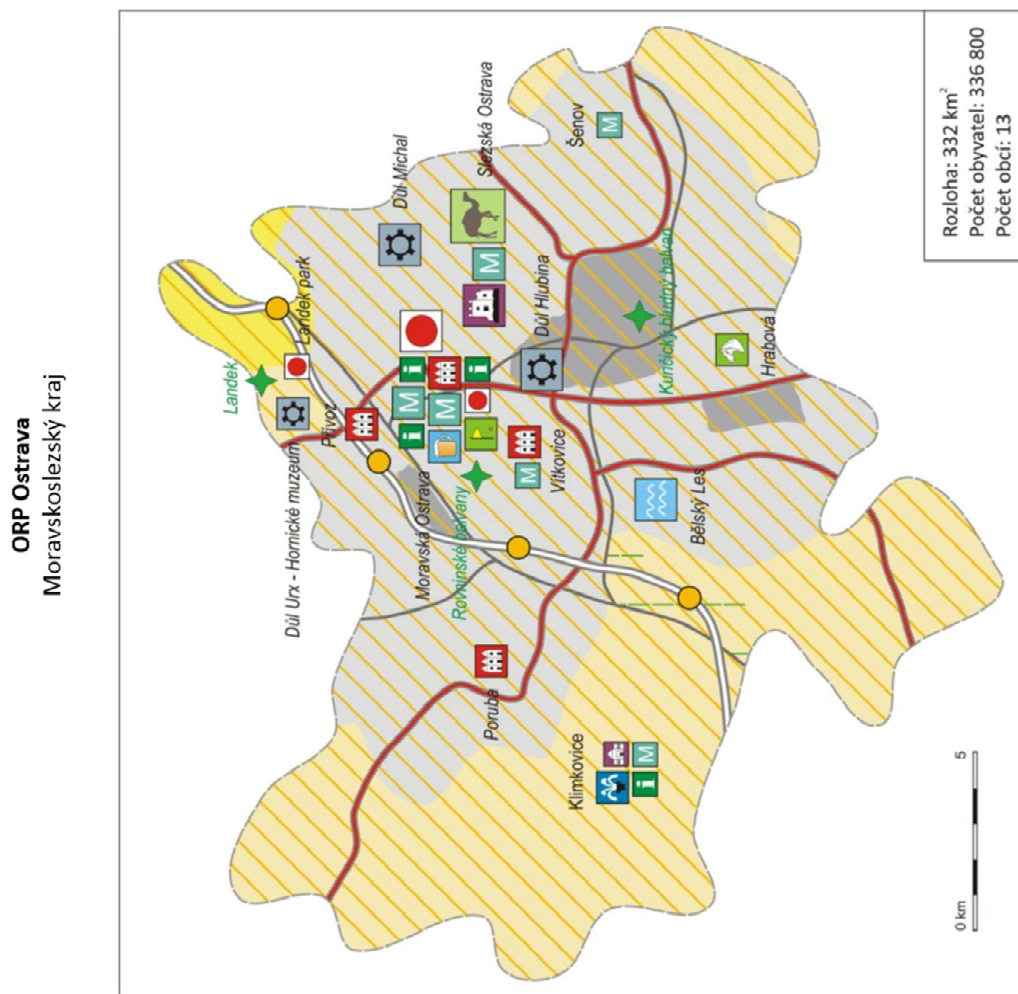 ORP Ostrava
Moravskoslezský kraj
Landek
Landek park
Důl Urx - Hornické muzeum
Přívoz
Důl Michal
Slezská Ostrava
Šenov
Moravská Ostrava
Rovninské balvany
Důl Hlubina
Vítkovice
Kunčický bludný balvan
Hrabová
Bělský Les
Poruba
Klimkovice
M
M
M
M
M
M
i
i
i
i
0 km
5
Rozloha: 332 km²
Počet obyvatel: 336 800
Počet obcí: 13